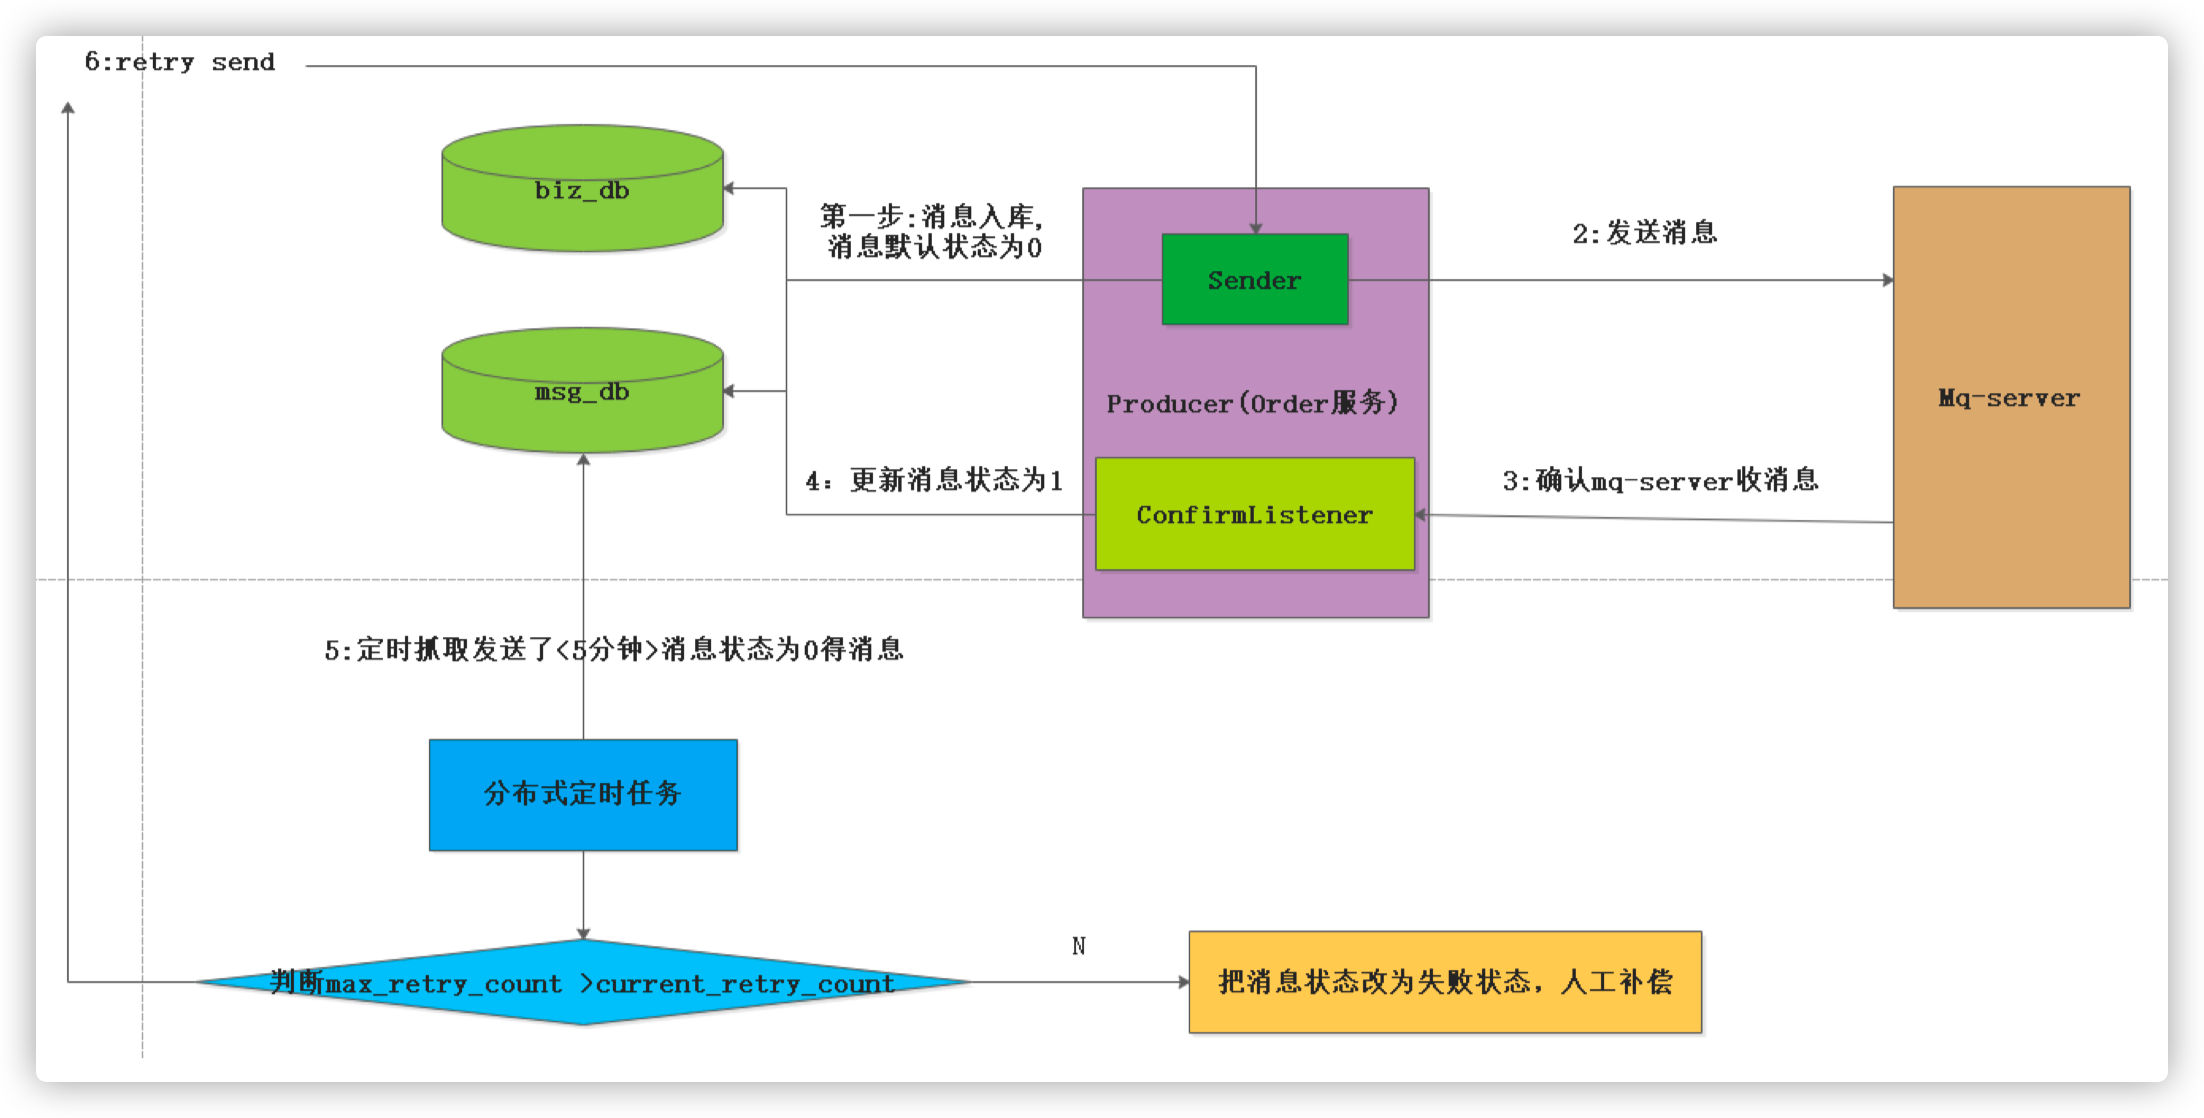 6:retry send
biz_db
第一步:消息入库,
消息默认状态为0
2:发送消息
Sender
msg_db
Producer(Order服务)
Mq-server
4：更新消息状态为1
3:确认mq-server收消息
ConfirmListener
5:定时抓取发送了<5分钟>消息状态为0得消息
分布式定时任务
N
判断max_retry_count >current_retry_count
把消息状态改为失败状态，人工补偿